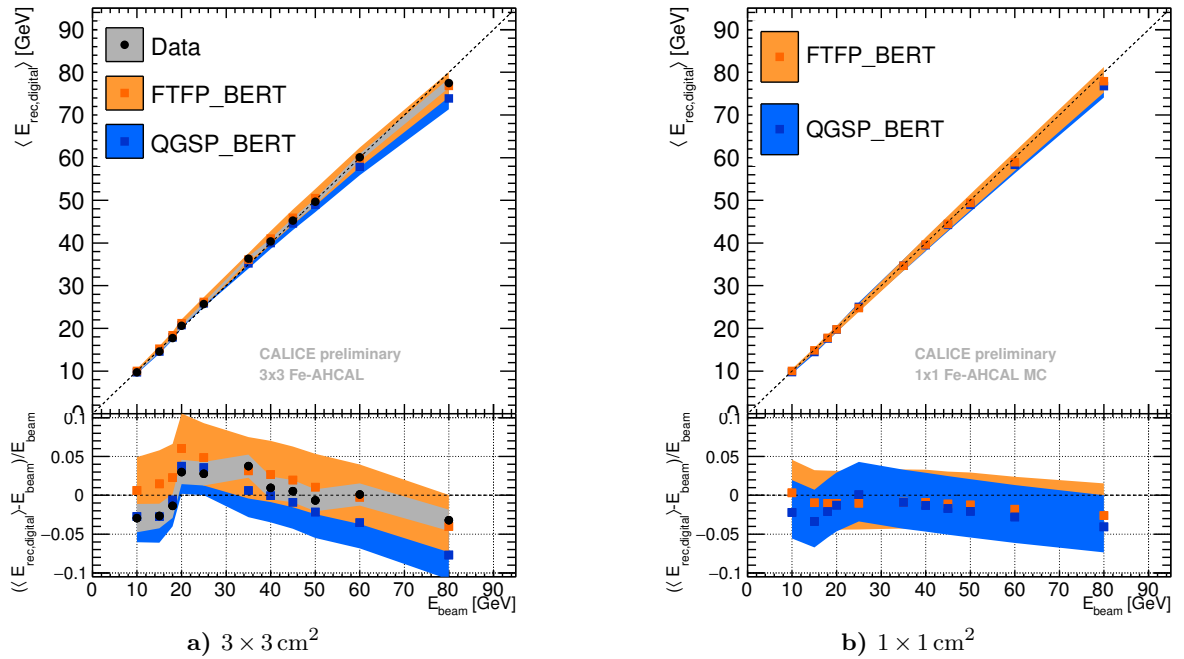 ⟨ E_rec,digital⟩ [GeV]
90
80
70
60
50
40
30
20
10
0
Data
FTFP_BERT
QGSP_BERT
CALICE preliminary
3x3 Fe-AHCAL
(⟨ E_rec,digital⟩-E_beam)/E_beam
0.1
0.05
0
−0.05
−0.1
0 10 20 30 40 50 60 70 80 90
E_beam [GeV]
a) 3 × 3 cm²
⟨ E_rec,digital⟩ [GeV]
90
80
70
60
50
40
30
20
10
0
FTFP_BERT
QGSP_BERT
CALICE preliminary
1x1 Fe-AHCAL MC
(⟨ E_rec,digital⟩-E_beam)/E_beam
0.1
0.05
0
−0.05
−0.1
0 10 20 30 40 50 60 70 80 90
E_beam [GeV]
b) 1 × 1 cm²